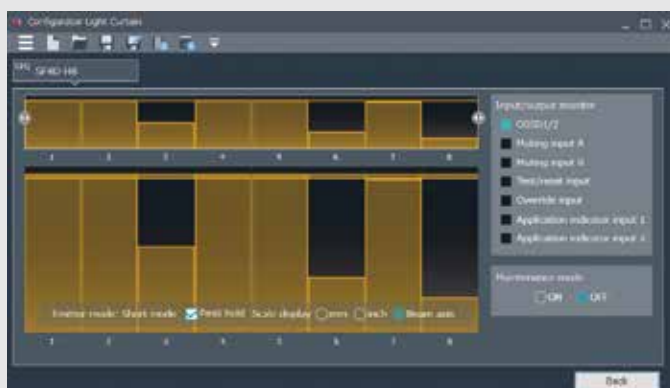 Configurator Light Curtain
SF4D-H8
Input/output monitor
OSSD1/2
Muting input A
Muting input B
Test/reset input
Override input
Application indicator input 1
Application indicator input 2
1 2 3 4 5 6 7 8
Maintenance mode
ON OFF
Emitter mode: Short mode Peak hold Scale display mm inch Beam axis
1 2 3 4 5 6 7 8
Back